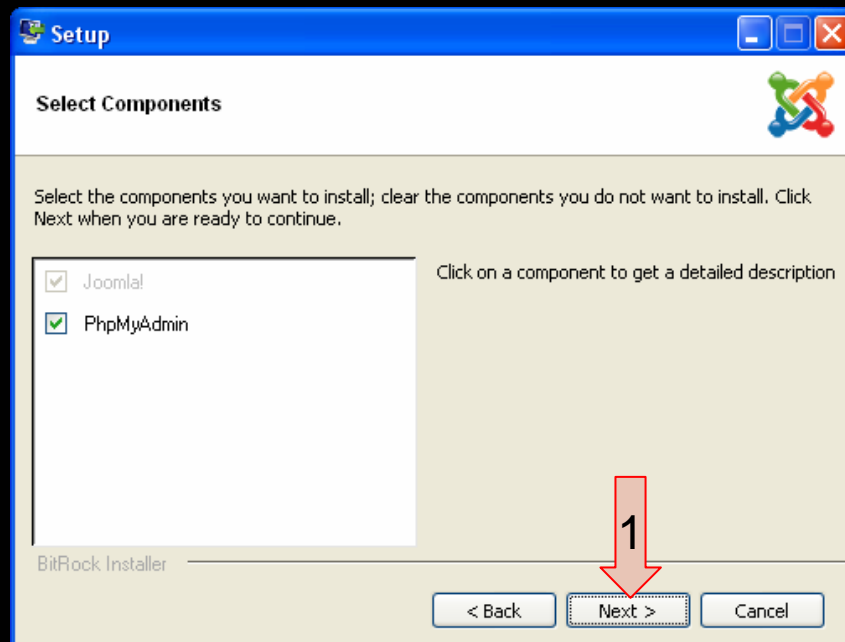 Setup
Select Components
Select the components you want to install; clear the components you do not want to install. Click
Next when you are ready to continue.
Joomla!
PhpMyAdmin
Click on a component to get a detailed description
1
BitRock Installer
< Back
Next >
Cancel